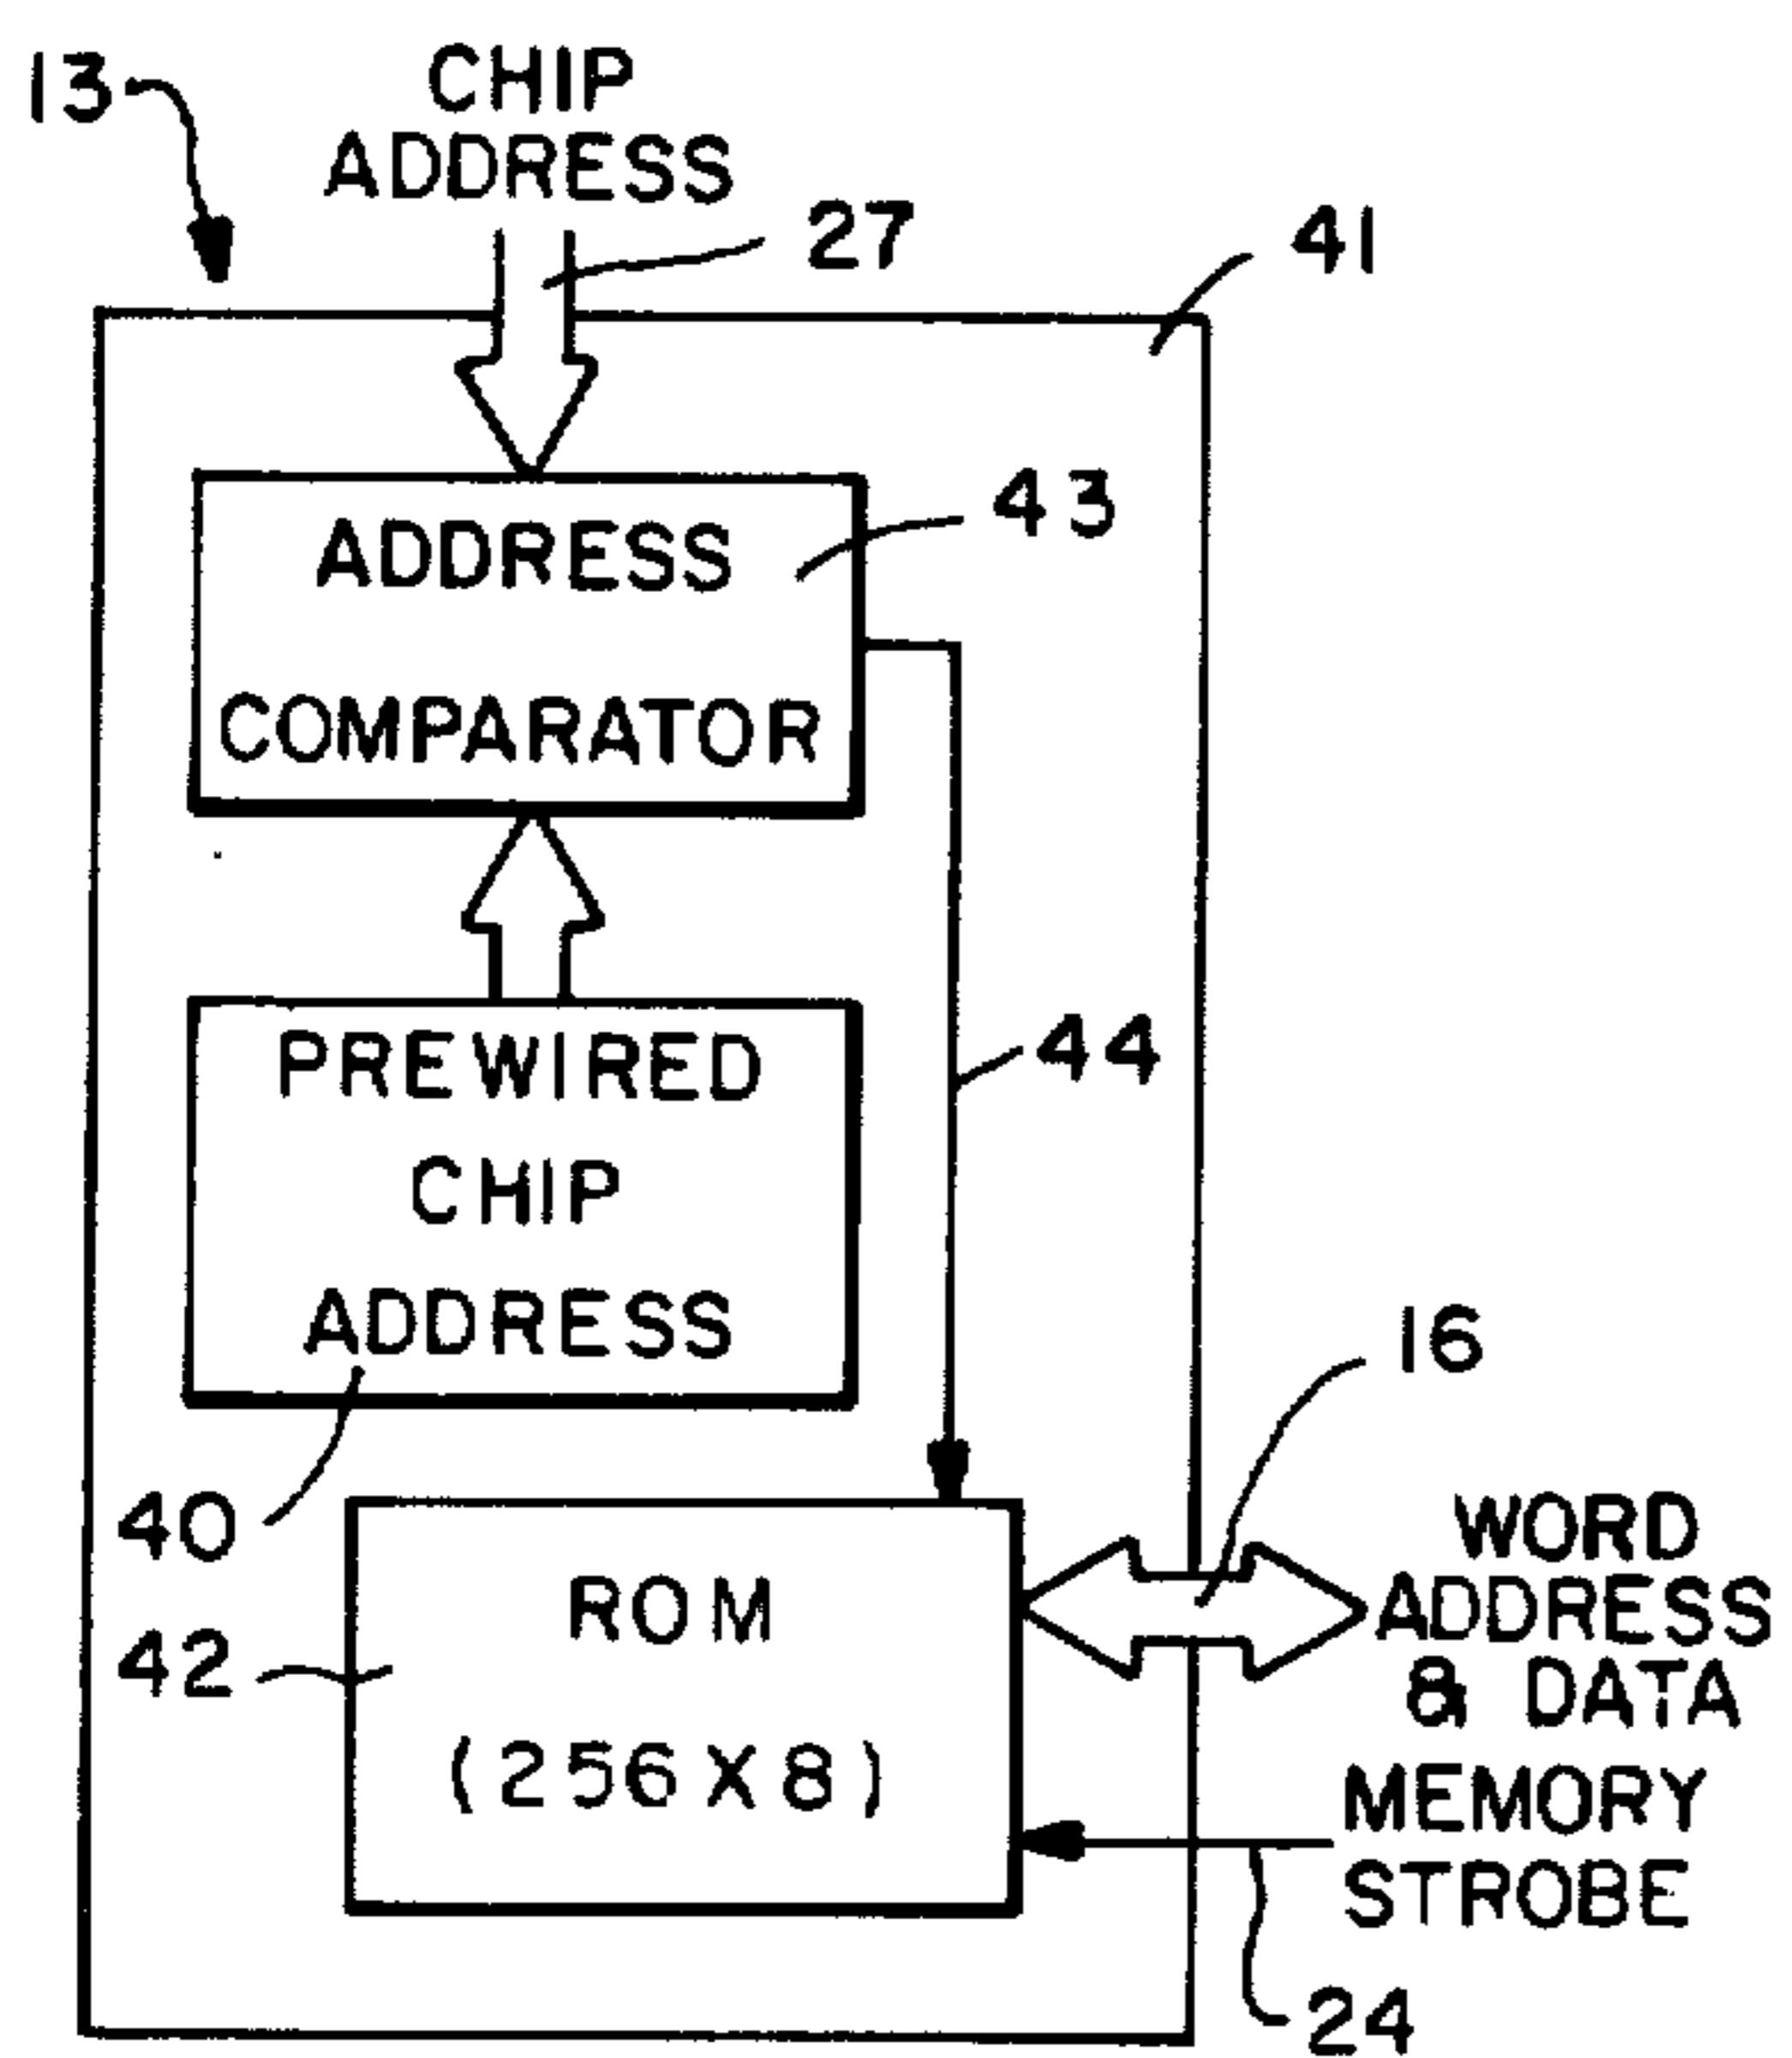 13
CHIP
ADDRESS
27
41
ADDRESS
COMPARATOR
43
PREWIRED
CHIP
ADDRESS
44
40
16
ROM
(256X8)
42
WORD
ADDRESS
& DATA
MEMORY
STROBE
24